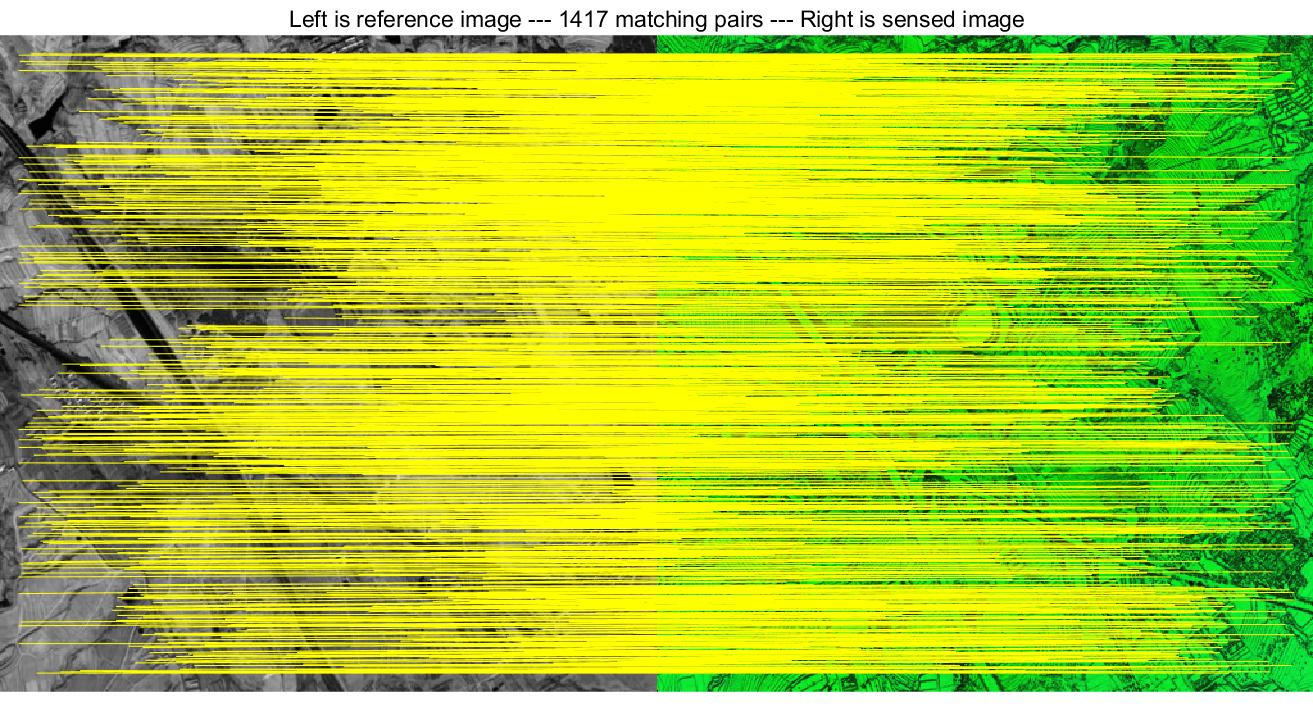 Left is reference image --- 1417 matching pairs --- Right is sensed image